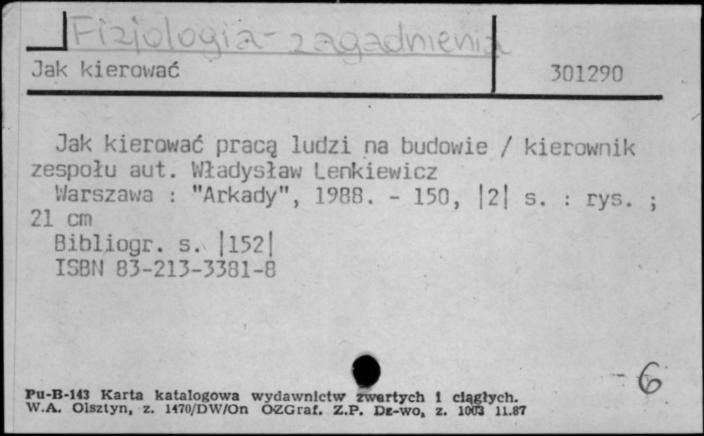 Fizjologia - zagadnienia
Jak kierować 301290
Jak kierować pracą ludzi na budowie / kierownik
zespołu aut. Władysław Lenkiewicz
Warszawa : "Arkady", 1988. - 150, |2| s. : rys. ;
21 cm
Bibliogr. s. |152|
ISBN 83-213-3381-8
- 6
Pu-B-143 Karta katalogowa wydawnictw zwartych i ciągłych.
W.A. Olsztyn, z. 1470/DW/On OZGraf. Z.P. Dz-wo, z. 1003 11.87